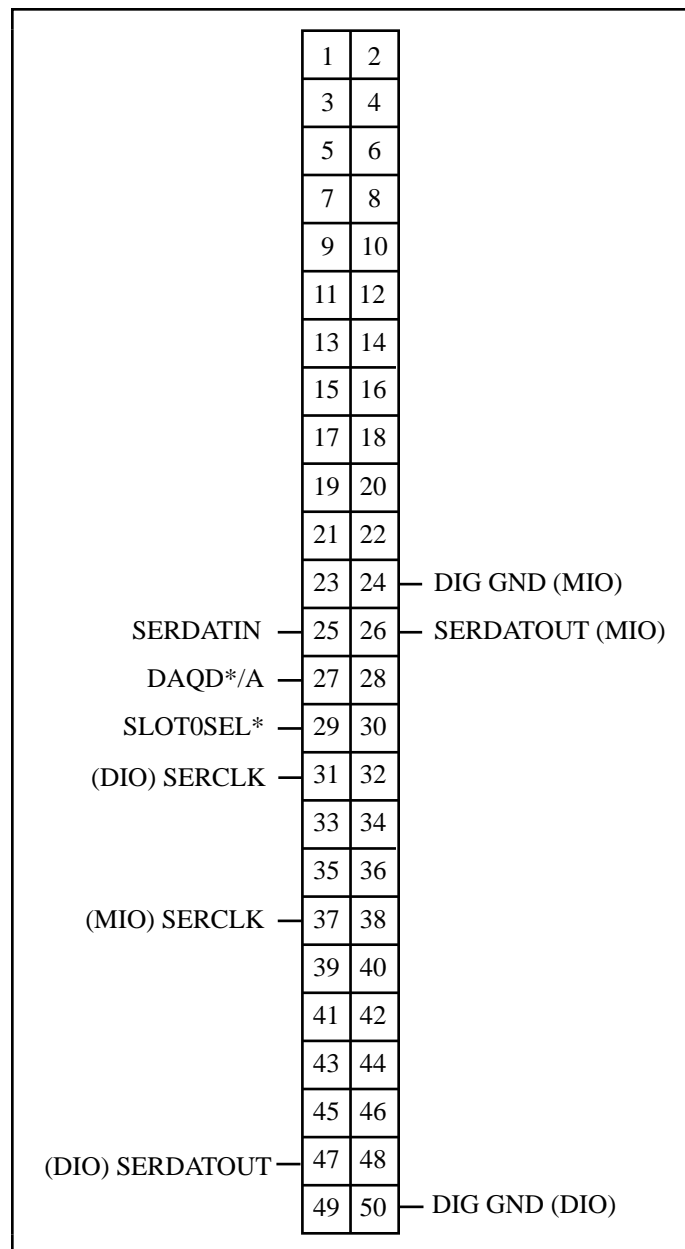 1 2
3 4
5 6
7 8
9 10
11 12
13 14
15 16
17 18
19 20
21 22
23 24 DIG GND (MIO)
SERDATIN 25 26 SERDATOUT (MIO)
DAQD*/A 27 28
SLOT0SEL* 29 30
(DIO) SERCLK 31 32
33 34
35 36
(MIO) SERCLK 37 38
39 40
41 42
43 44
45 46
(DIO) SERDATOUT 47 48
49 50 DIG GND (DIO)